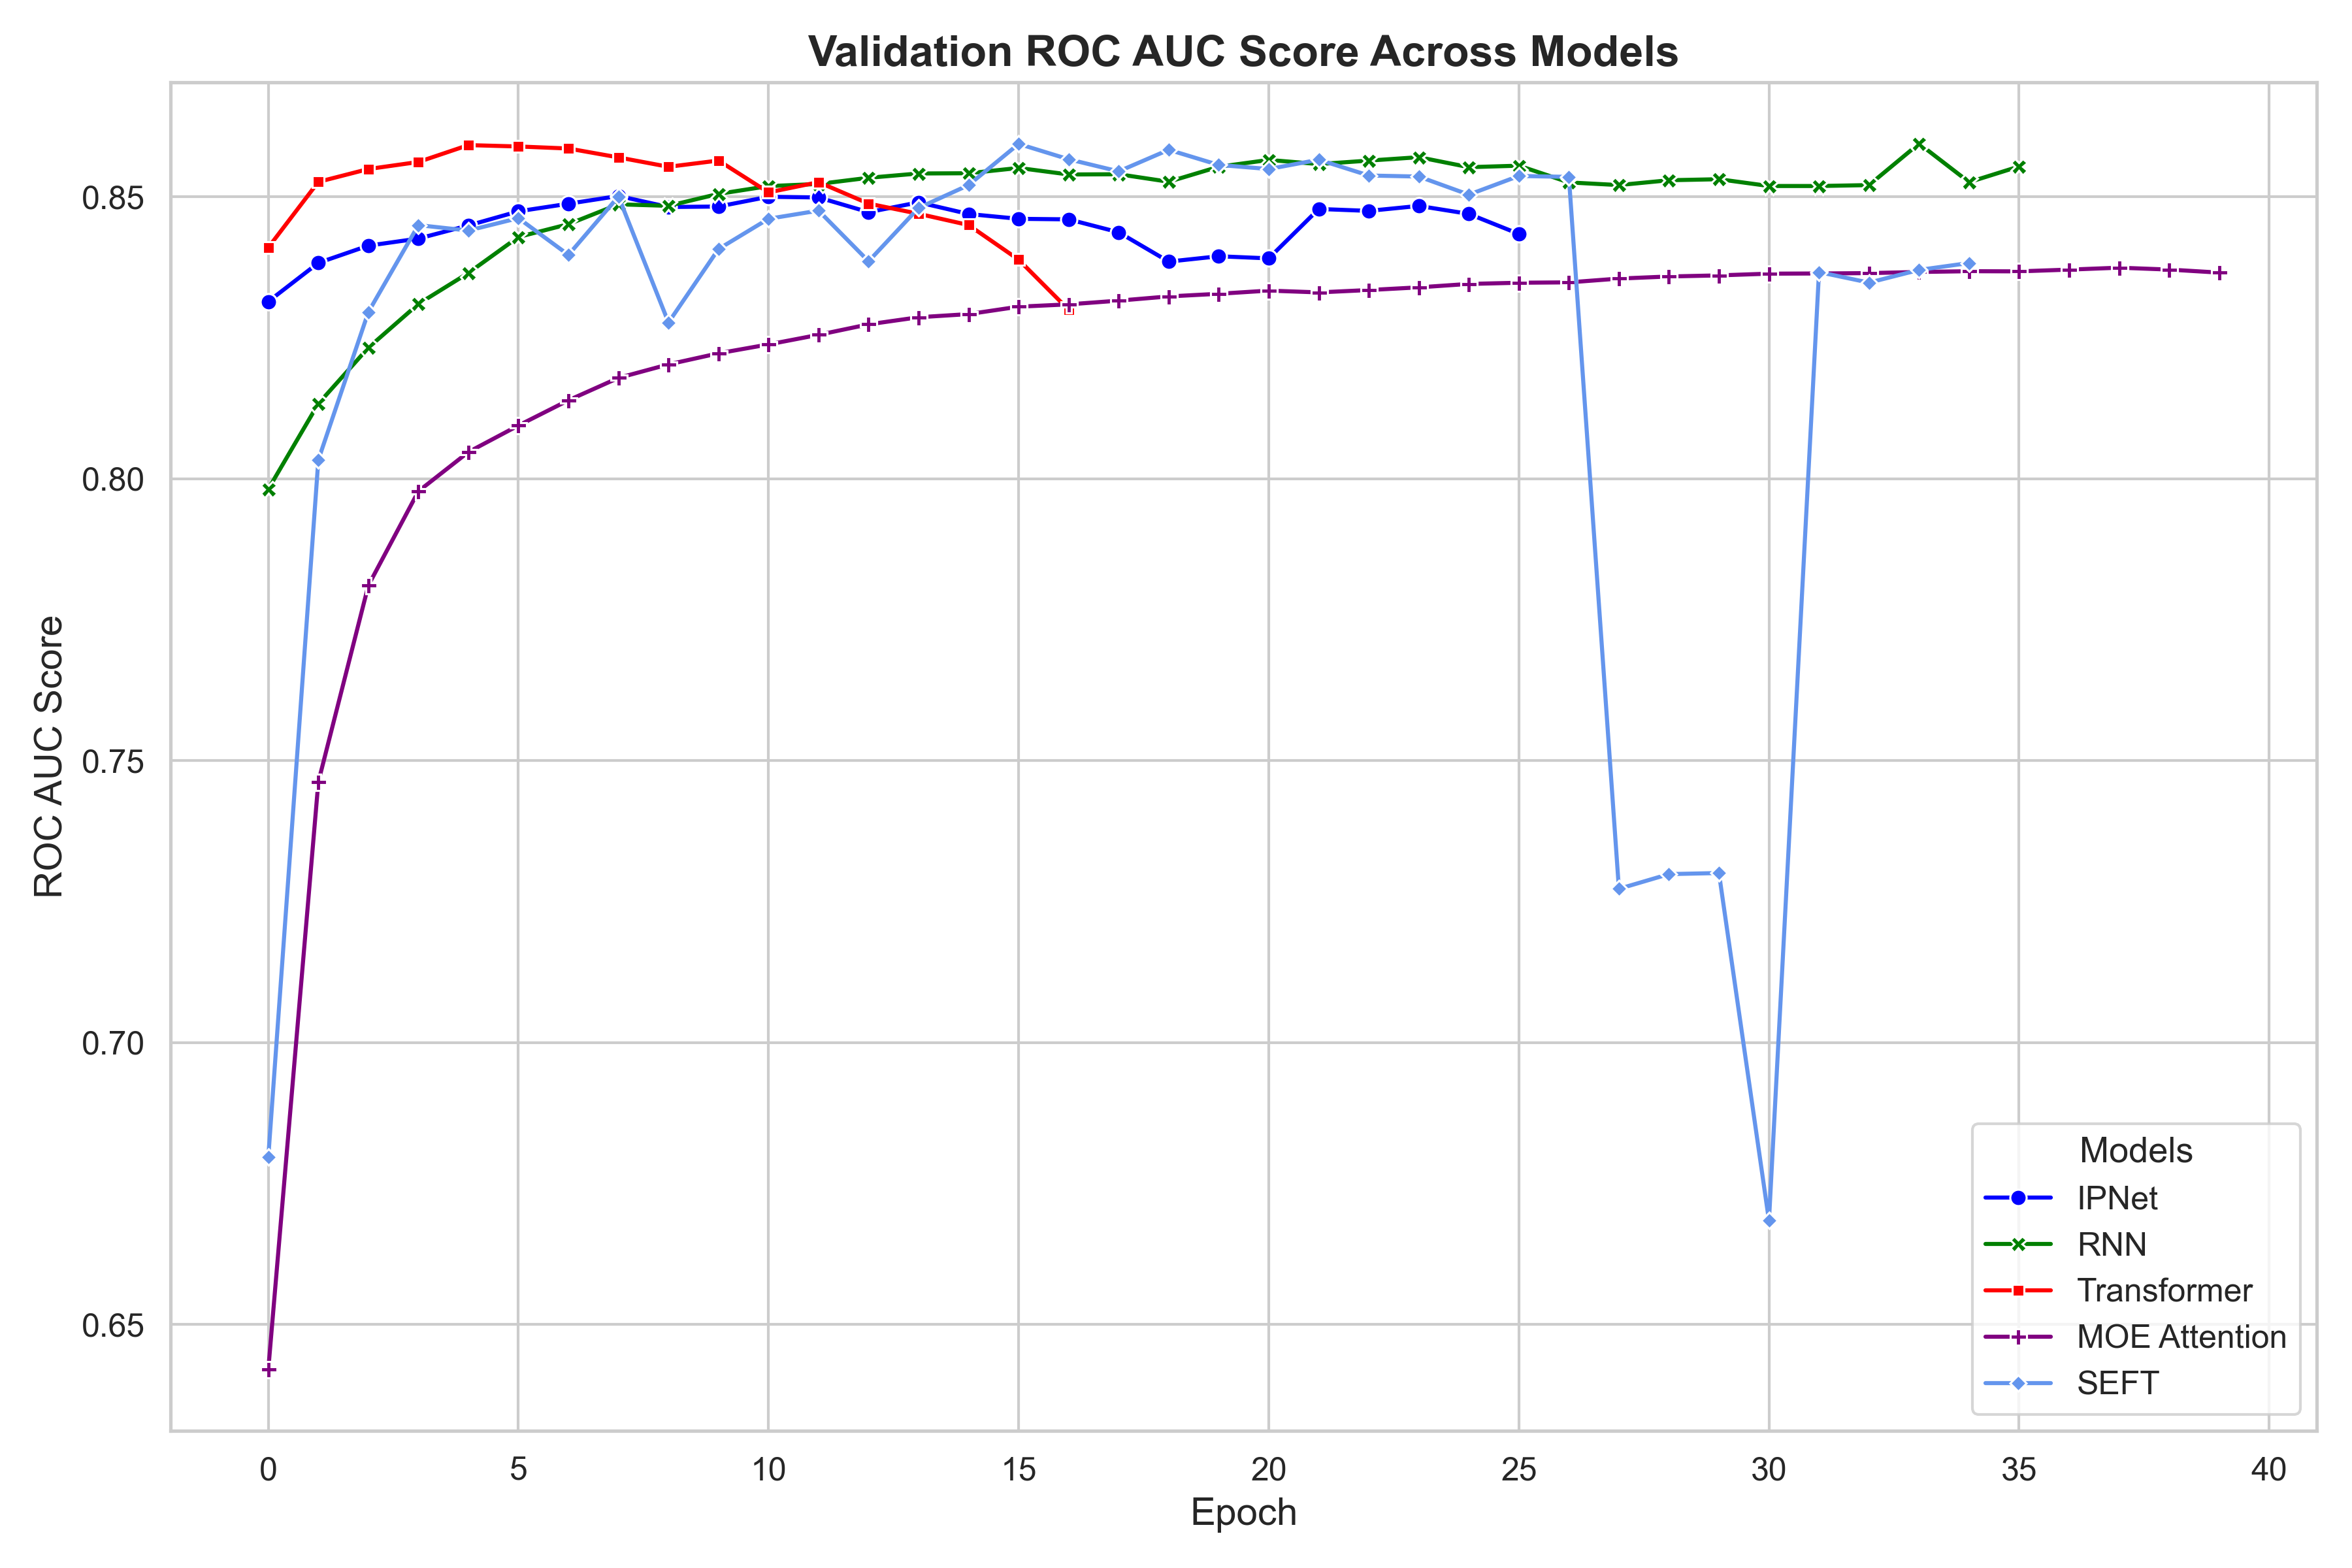 Validation ROC AUC Score Across Models
ROC AUC Score
0.85
0.80
0.75
0.70
0.65
0 5 10 15 20 25 30 35 40
Epoch
Models
IPNet
RNN
Transformer
MOE Attention
SEFT